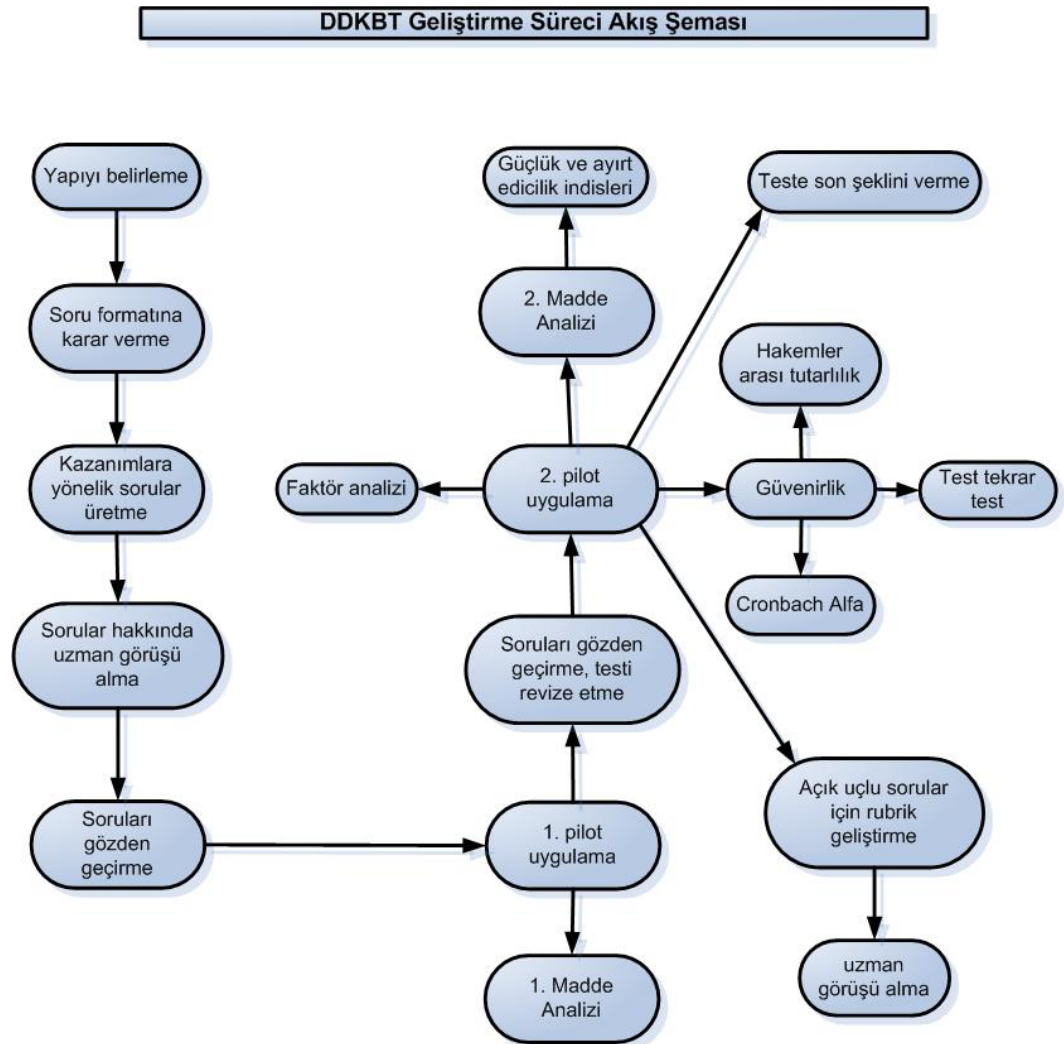 DDKBT Geliştirme Süreci Akış Şeması
Yapıyı belirleme
Soru formatına
karar verme
Kazanımlara
yönelik sorular
üretme
Sorular hakkında
uzman görüşü
alma
Soruları
gözden
geçirme
1. pilot
uygulama
1. Madde
Analizi
Soruları gözden
geçirme, testi
revize etme
2. pilot
uygulama
Faktör analizi
2. Madde
Analizi
Güçlük ve ayırt
edicilik indisleri
Teste son şeklini verme
Güvenirlik
Hakemler
arası tutarlılık
Test tekrar
test
Cronbach Alfa
Açık uçlu sorular
için rubrik
geliştirme
uzman
görüşü alma